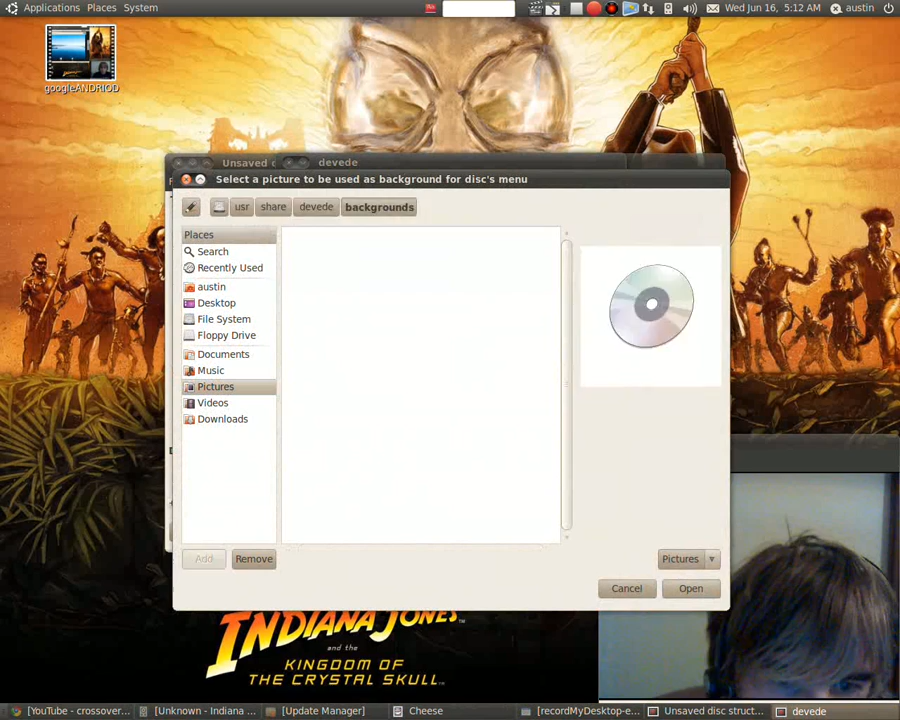 Applications Places System
Wed Jun 16, 5:12 AM austin
googleANDRIOD
Unsaved d devede
Select a picture to be used as background for disc's menu
usr share devede backgrounds
Places
Search
Recently Used
austin
Desktop
File System
Floppy Drive
Documents
Music
Pictures
Videos
Downloads
Add Remove
Pictures
Cancel Open
INDIANA JONES
and the
KINGDOM OF
THE CRYSTAL SKULL
[YouTube - crossover... [Unknown - Indiana ... [Update Manager] Cheese [recordMyDesktop-e... Unsaved disc struct... devede